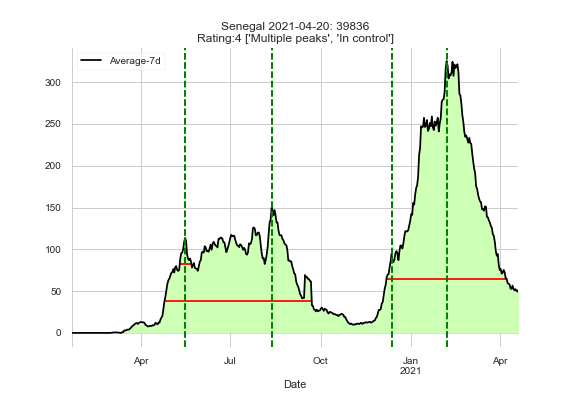 Senegal 2021-04-20: 39836
Rating:4 ['Multiple peaks', 'In control']
Average-7d
300
250
200
150
100
50
0
Apr Jul Oct Jan Apr
2021
Date